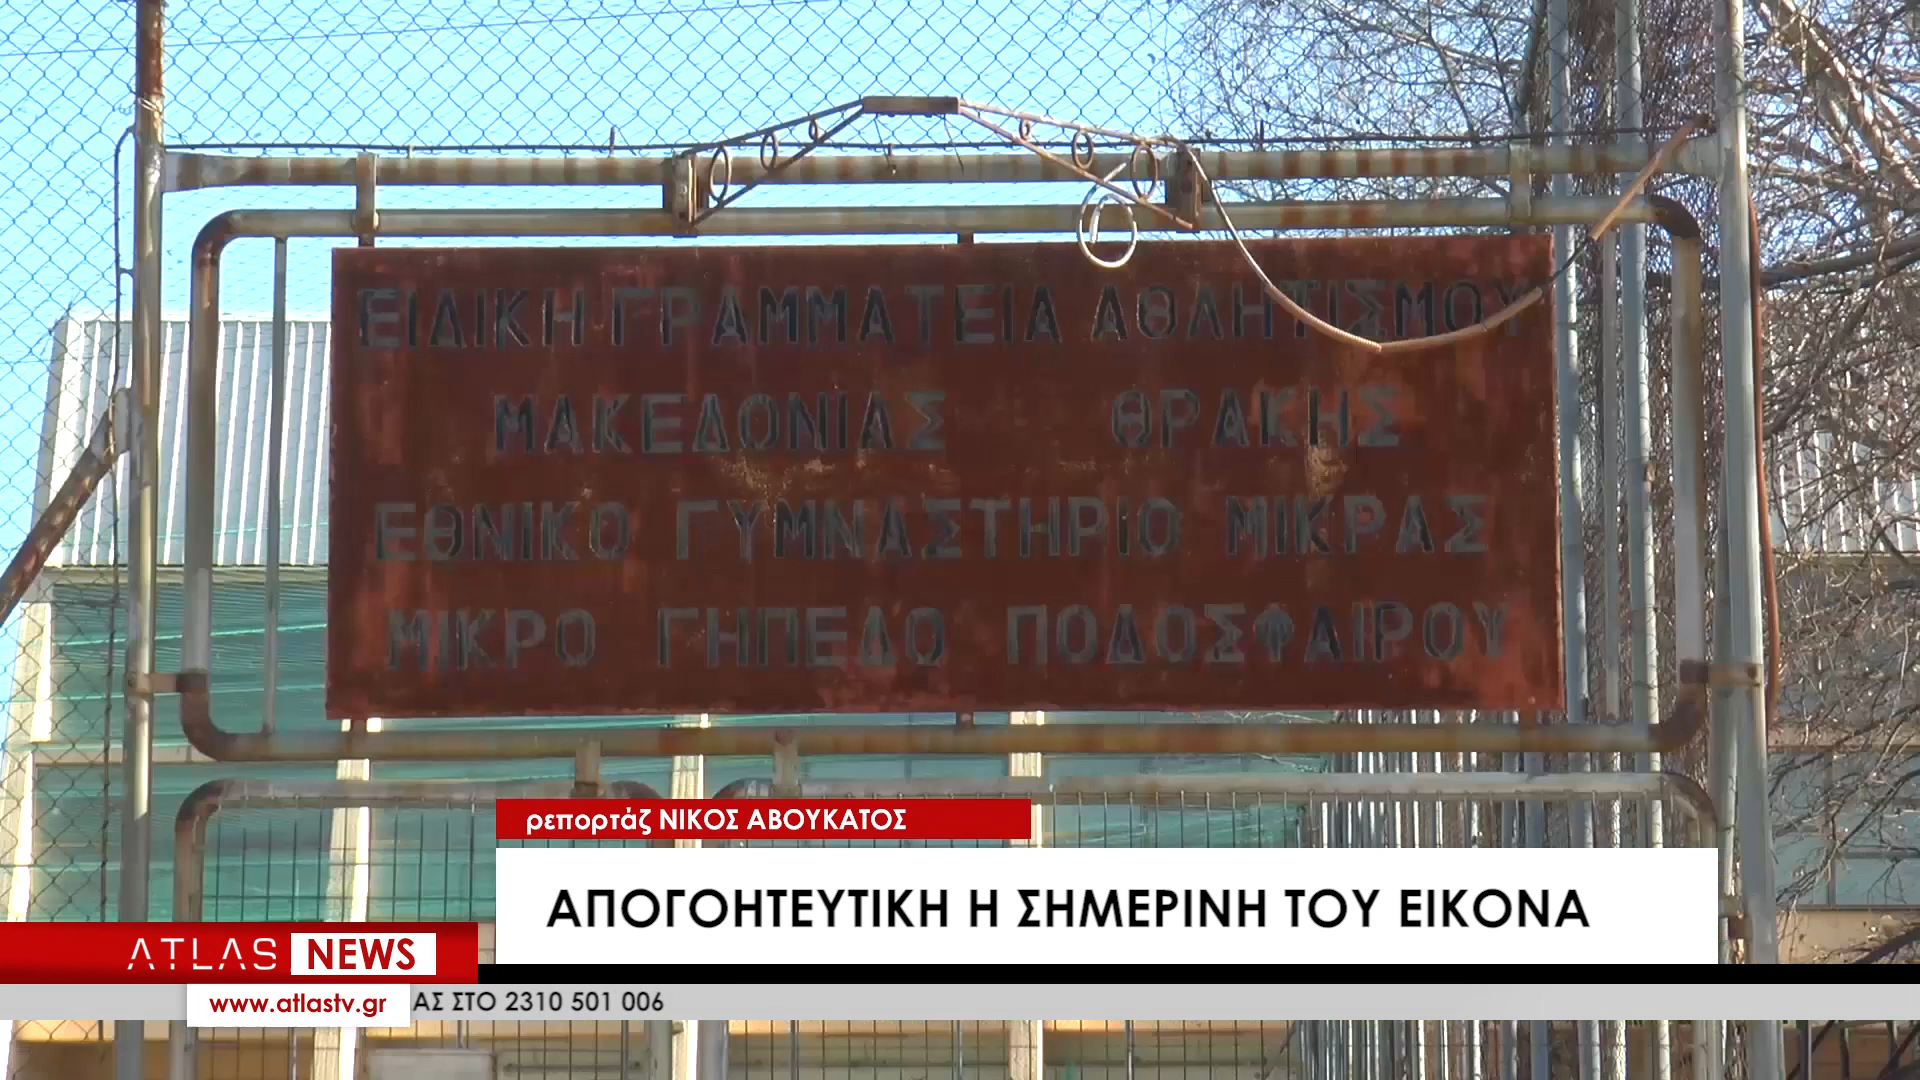 ΕΙΔΙΚΗ ΓΡΑΜΜΑΤΕΙΑ ΑΘΛΗΤΙΣΜΟΥ
ΜΑΚΕΔΟΝΙΑΣ ΘΡΑΚΗΣ
ΕΘΝΙΚΟ ΓΥΜΝΑΣΤΗΡΙΟ ΜΙΚΡΑΣ
ΜΙΚΡΟ ΓΗΠΕΔΟ ΠΟΔΟΣΦΑΙΡΟΥ
ρεπορτάζ ΝΙΚΟΣ ΑΒΟΥΚΑΤΟΣ
ΑΠΟΓΟΗΤΕΥΤΙΚΗ Η ΣΗΜΕΡΙΝΗ ΤΟΥ ΕΙΚΟΝΑ
ATLAS NEWS
www.atlastv.gr ΑΣ ΣΤΟ 2310 501 006